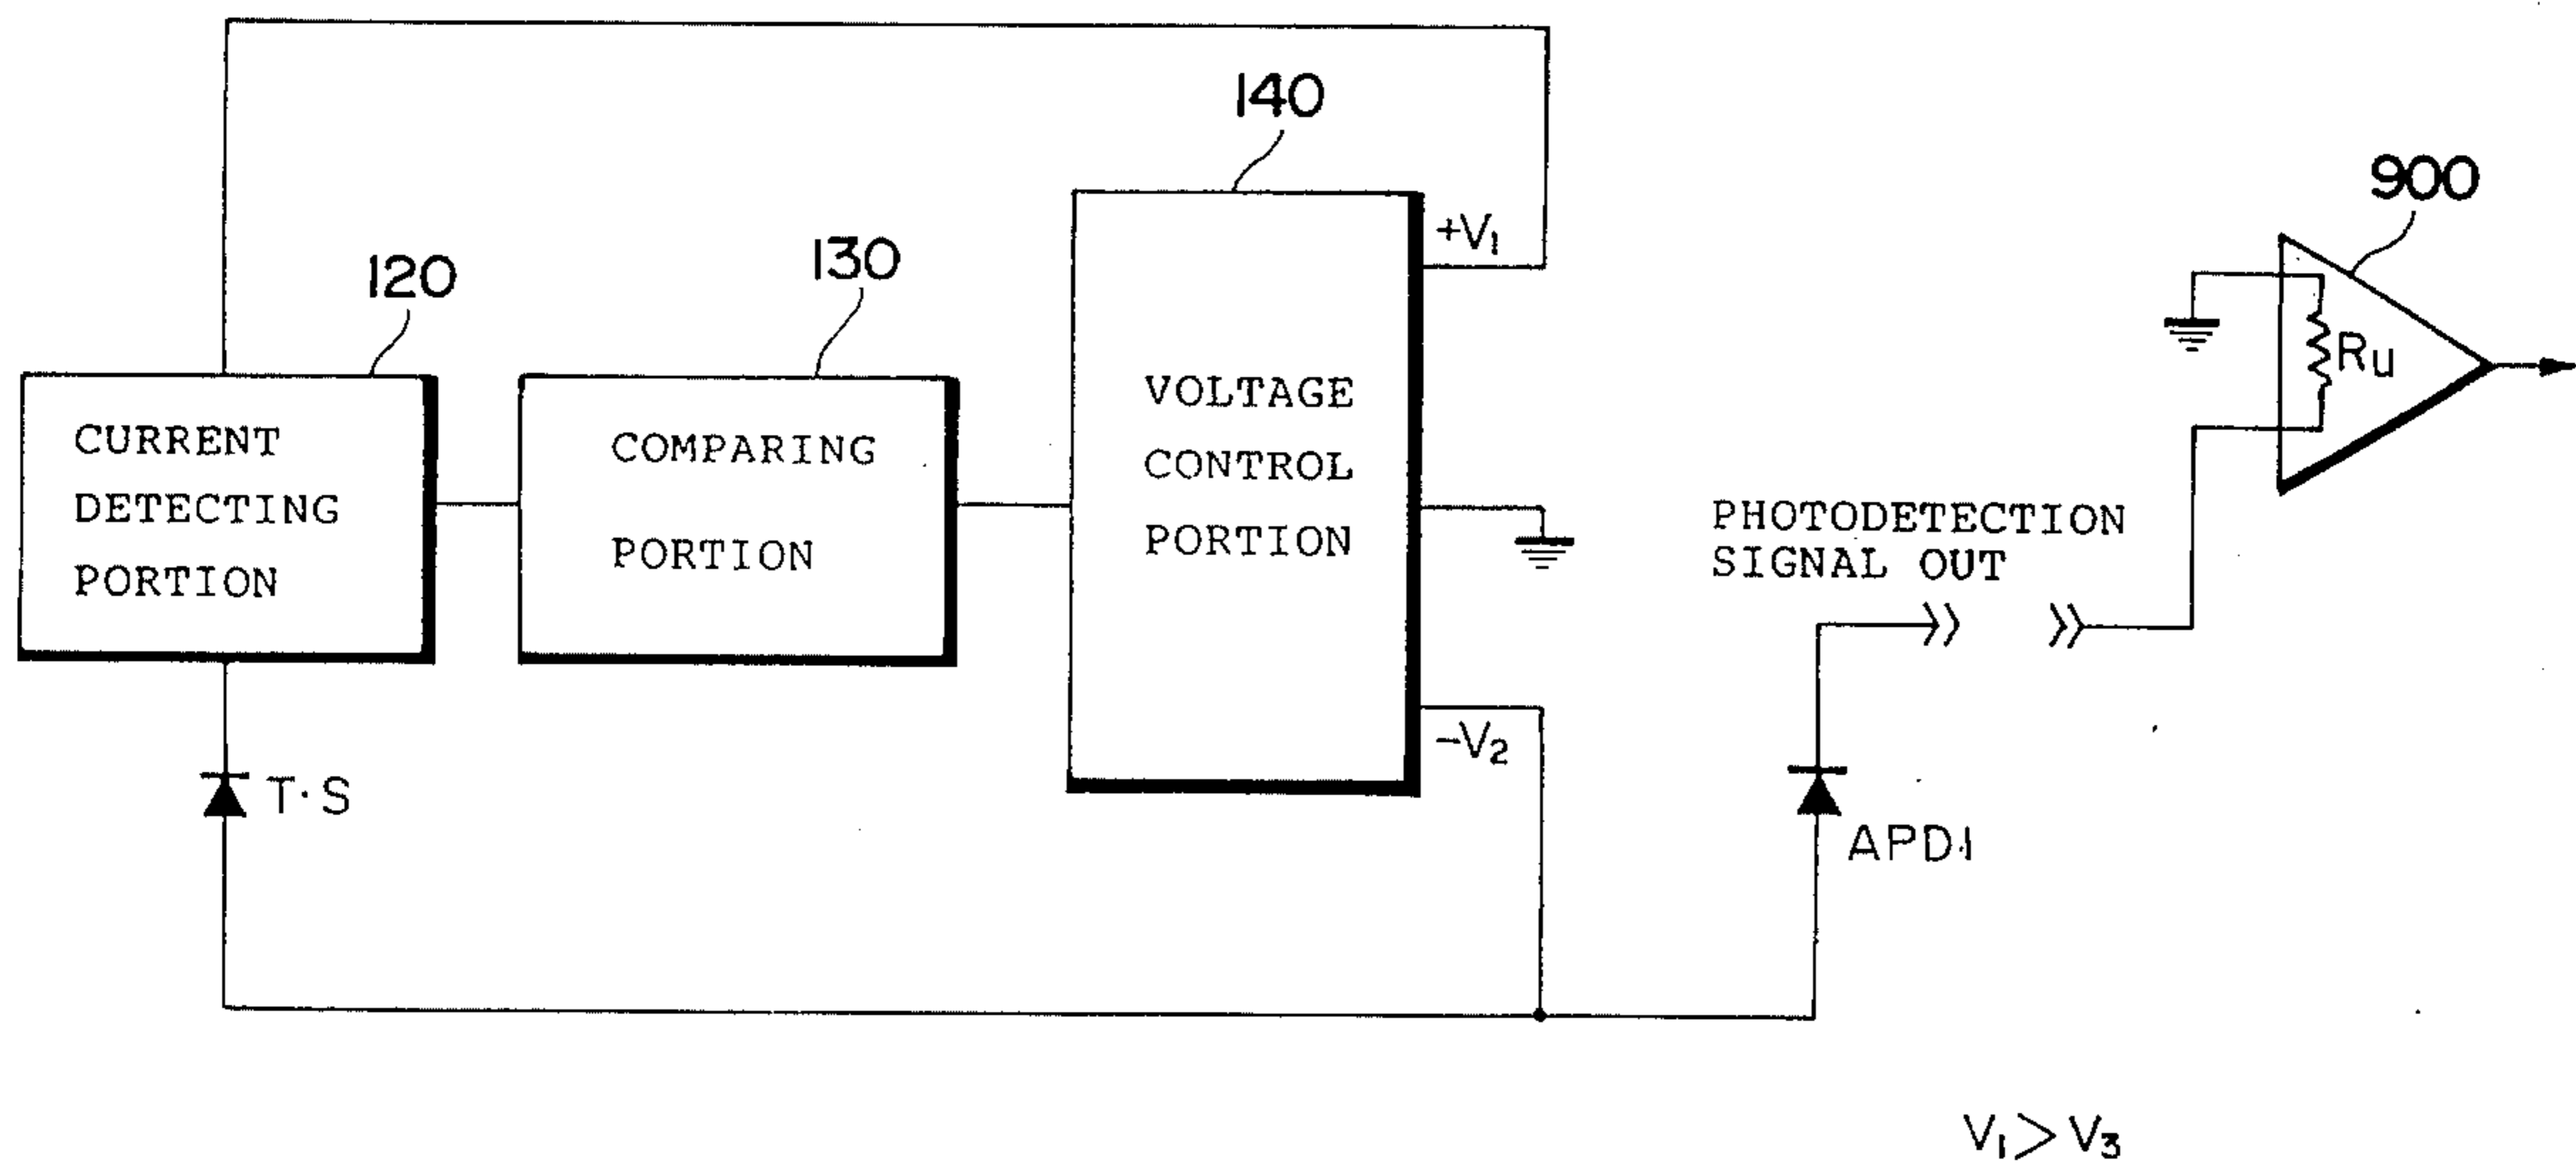 140
900
+V1
130
120
Ru
VOLTAGE
CONTROL
PORTION
CURRENT
DETECTING
PORTION
COMPARING
PORTION
PHOTODETECTION
SIGNAL OUT
-V2
T·S
APD1
V1>V3